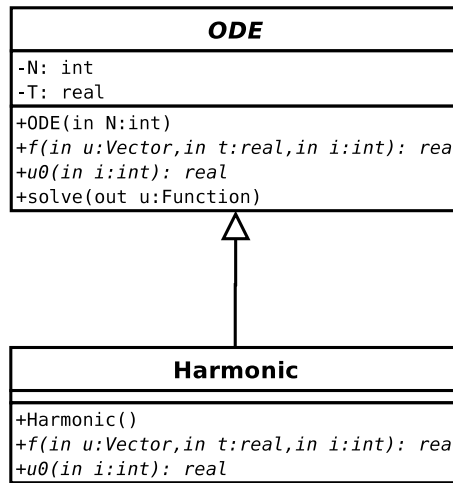 ODE
-N: int
-T: real
+ODE(in N:int)
+f(in u:Vector,in t:real,in i:int): rea
+u0(in i:int): real
+solve(out u:Function)
Harmonic
+Harmonic()
+f(in u:Vector,in t:real,in i:int): rea
+u0(in i:int): real